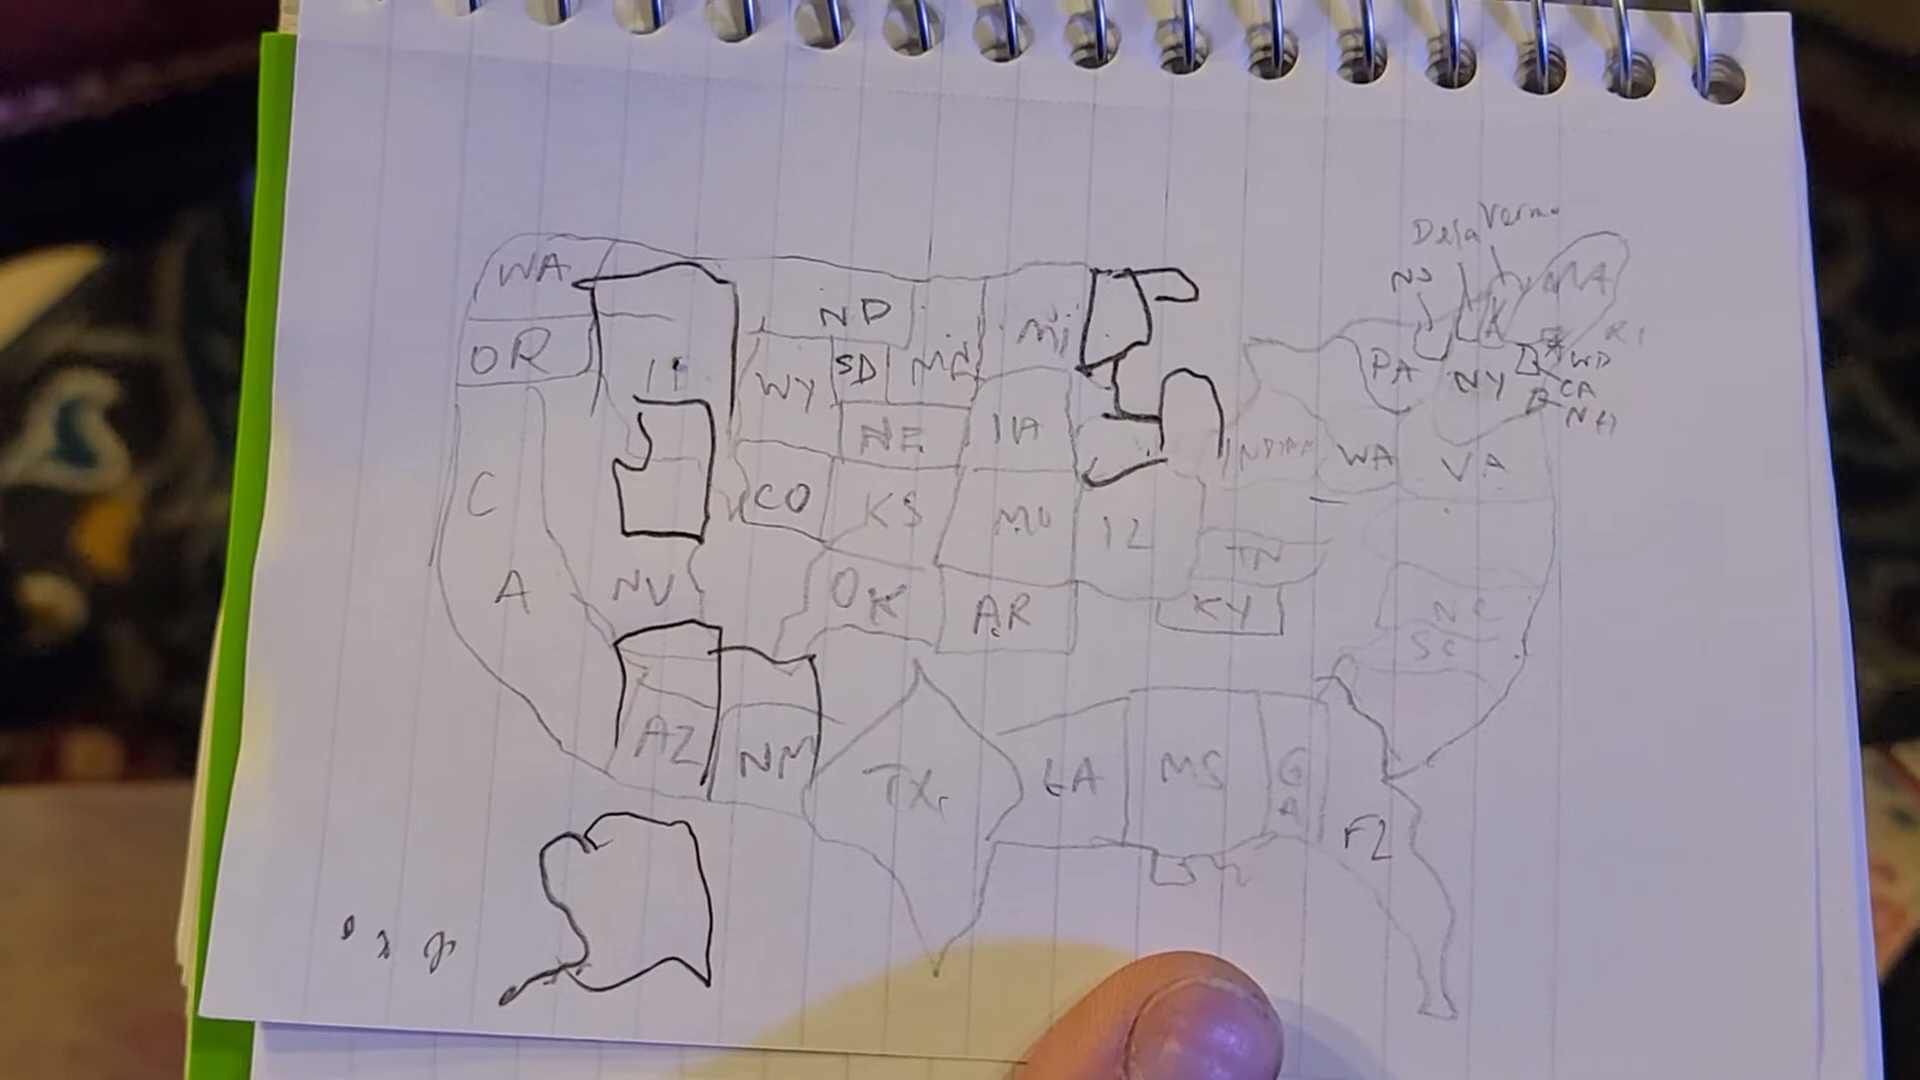 Dela Verm
WA ND NJ MA
OR SD MN Mi PA NY RI
WY WD
CA
NE IA NH
C CO KS MO IL INDIANA WA VA
A NV OK AR TN
KY NC
SC
AZ NM TX LA MS G
A
FL